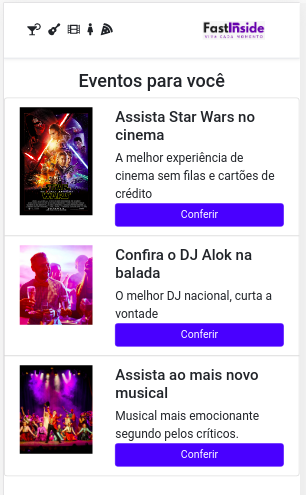 FastInside
VIVA CADA MOMENTO
Eventos para você
Assista Star Wars no
cinema
A melhor experiência de
cinema sem filas e cartões de
crédito
Conferir
Confira o DJ Alok na
balada
O melhor DJ nacional, curta a
vontade
Conferir
Assista ao mais novo
musical
Musical mais emocionante
segundo pelos críticos.
Conferir